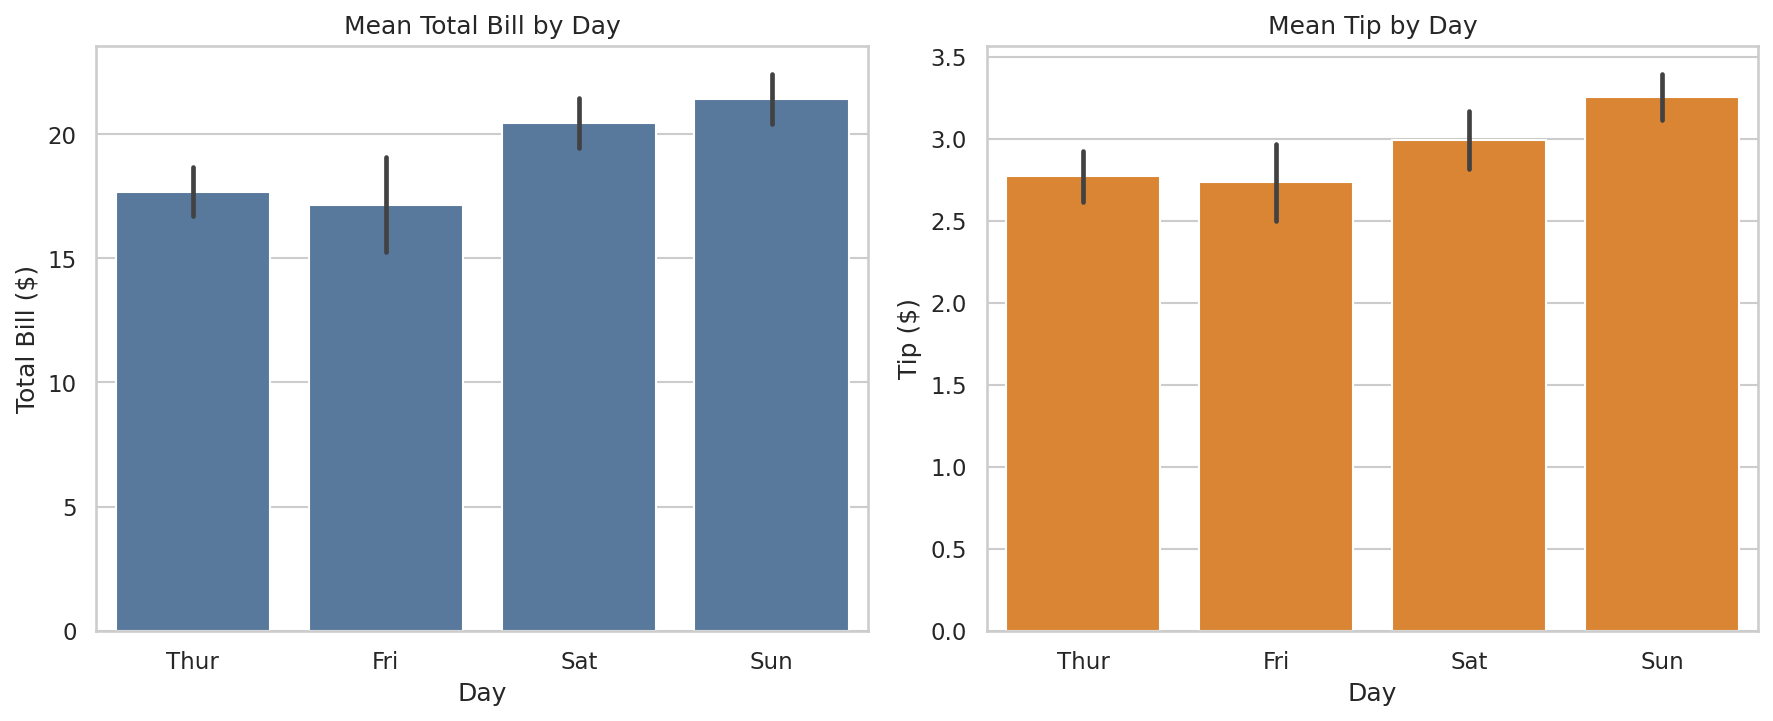 Mean Total Bill by Day
Total Bill ($)
20
15
10
5
0
Thur Fri Sat Sun
Day
Mean Tip by Day
Tip ($)
3.5
3.0
2.5
2.0
1.5
1.0
0.5
0.0
Thur Fri Sat Sun
Day